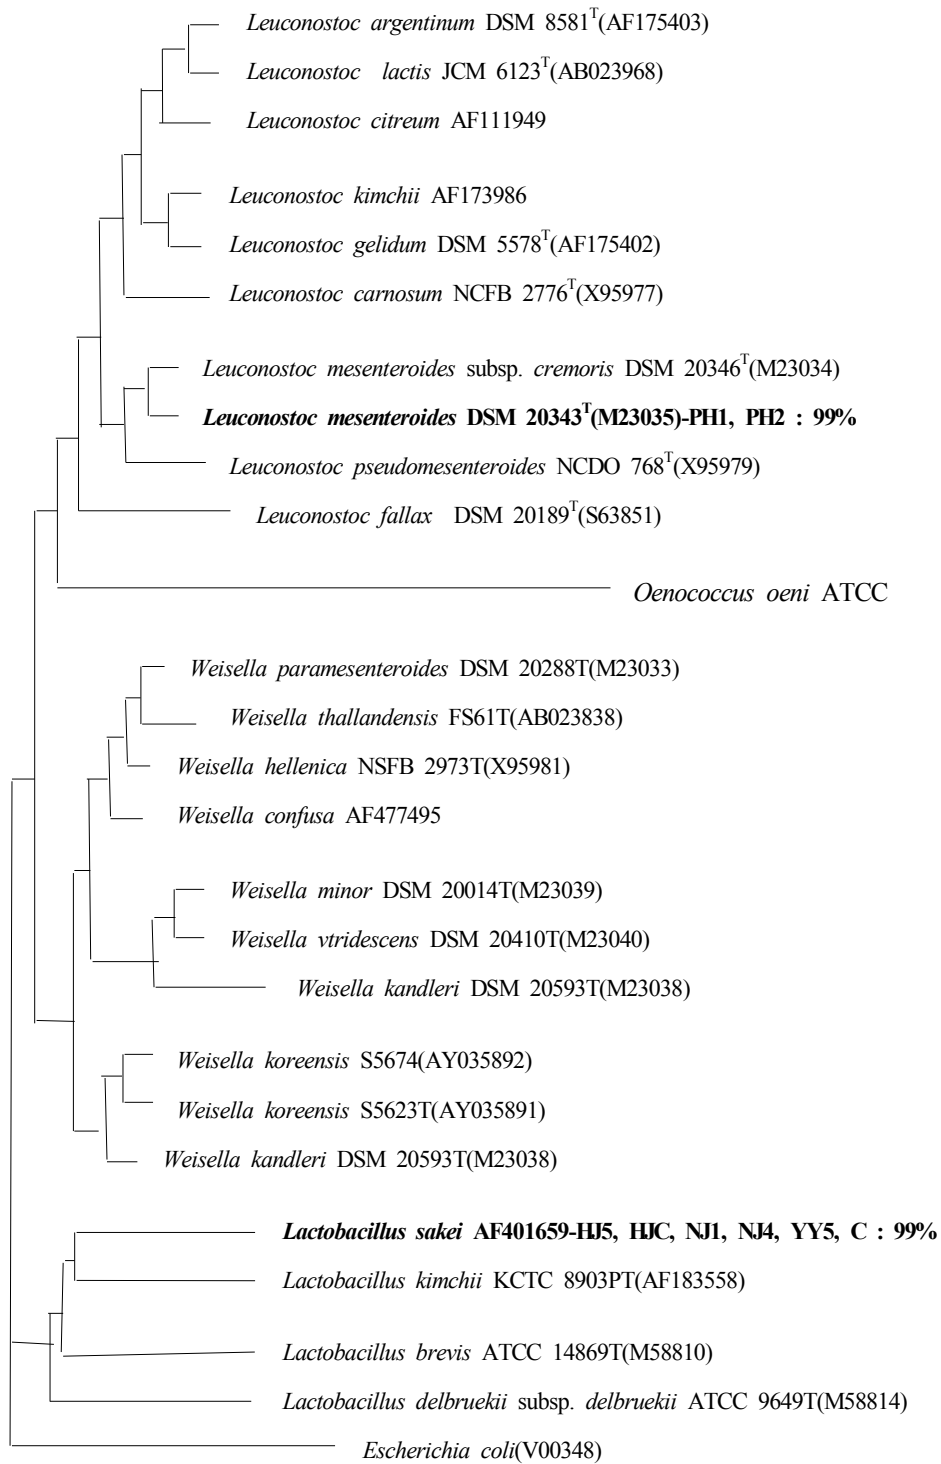 Leuconostoc argentinum DSM 8581T(AF175403)
Leuconostoc lactis JCM 6123T(AB023968)
Leuconostoc citreum AF111949
Leuconostoc kimchii AF173986
Leuconostoc gelidum DSM 5578T(AF175402)
Leuconostoc carnosum NCFB 2776T(X95977)
Leuconostoc mesenteroides subsp. cremoris DSM 20346T(M23034)
Leuconostoc mesenteroides DSM 20343T(M23035)-PH1, PH2 : 99%
Leuconostoc pseudomesenteroides NCDO 768T(X95979)
Leuconostoc fallax DSM 20189T(S63851)
Oenococcus oeni ATCC
Weisella paramesenteroides DSM 20288T(M23033)
Weisella thallandensis FS61T(AB023838)
Weisella hellenica NSFB 2973T(X95981)
Weisella confusa AF477495
Weisella minor DSM 20014T(M23039)
Weisella vtridescens DSM 20410T(M23040)
Weisella kandleri DSM 20593T(M23038)
Weisella koreensis S5674(AY035892)
Weisella koreensis S5623T(AY035891)
Weisella kandleri DSM 20593T(M23038)
Lactobacillus sakei AF401659-HJ5, HJC, NJ1, NJ4, YY5, C : 99%
Lactobacillus kimchii KCTC 8903PT(AF183558)
Lactobacillus brevis ATCC 14869T(M58810)
Lactobacillus delbruekii subsp. delbruekii ATCC 9649T(M58814)
Escherichia coli(V00348)